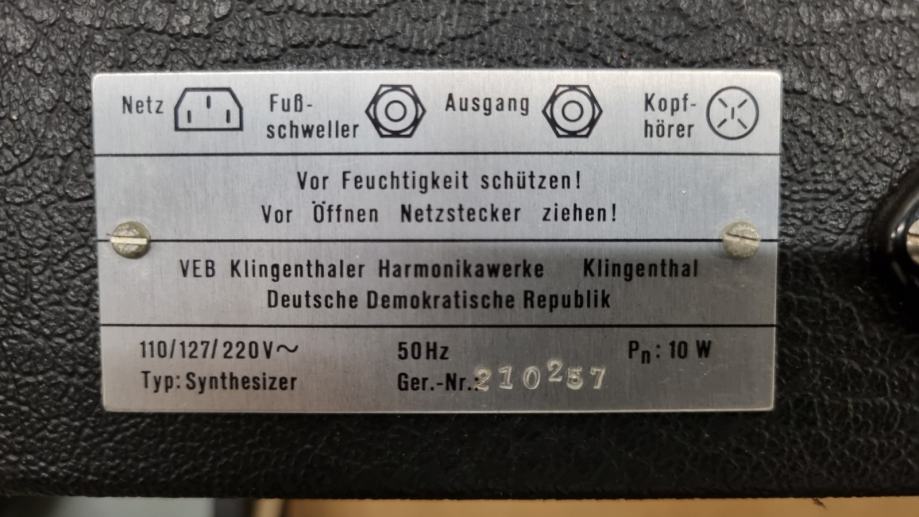 Netz Fuß- Ausgang Kopf-
schweller hörer
Vor Feuchtigkeit schützen!
Vor Öffnen Netzstecker ziehen!
VEB Klingenthaler Harmonikawerke Klingenthal
Deutsche Demokratische Republik
110/127/220V~ 50Hz Pn: 10 W
Typ: Synthesizer Ger.-Nr.: 210257